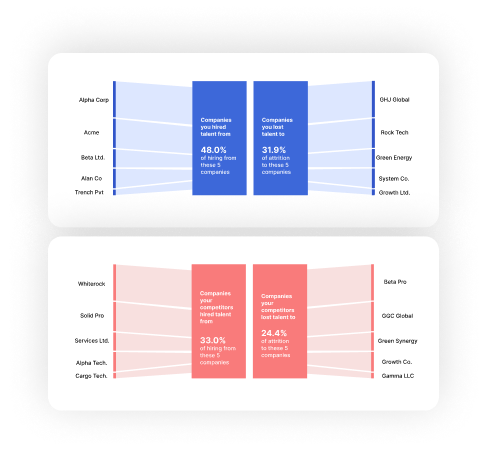 Alpha Corp
Acme
Beta Ltd.
Alan Co
Trench Pvt
Companies
you hired
talent from
48.0%
of hiring from
these 5
companies
Companies
you lost
talent to
31.9%
of attrition
to these 5
companies
GHJ Global
Rock Tech
Green Energy
System Co.
Growth Ltd.
Whiterock
Solid Pro
Services Ltd.
Alpha Tech.
Cargo Tech.
Companies
your
competitors
hired talent
from
33.0%
of hiring from
these 5
companies
Companies
your
competitors
lost talent to
24.4%
of attrition
to these 5
companies
Beta Pro
GQC Global
Green Synergy
Growth Co.
Gamma LLC